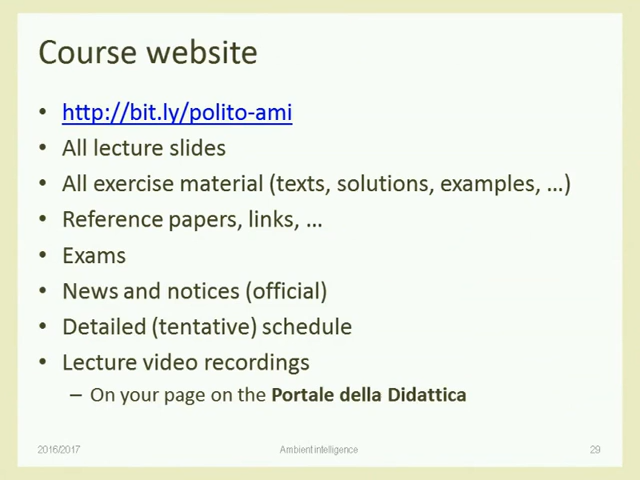 Course website
• http://bit.ly/polito-ami
• All lecture slides
• All exercise material (texts, solutions, examples, ...)
• Reference papers, links, ...
• Exams
• News and notices (official)
• Detailed (tentative) schedule
• Lecture video recordings
– On your page on the Portale della Didattica
2016/2017 Ambient intelligence 29